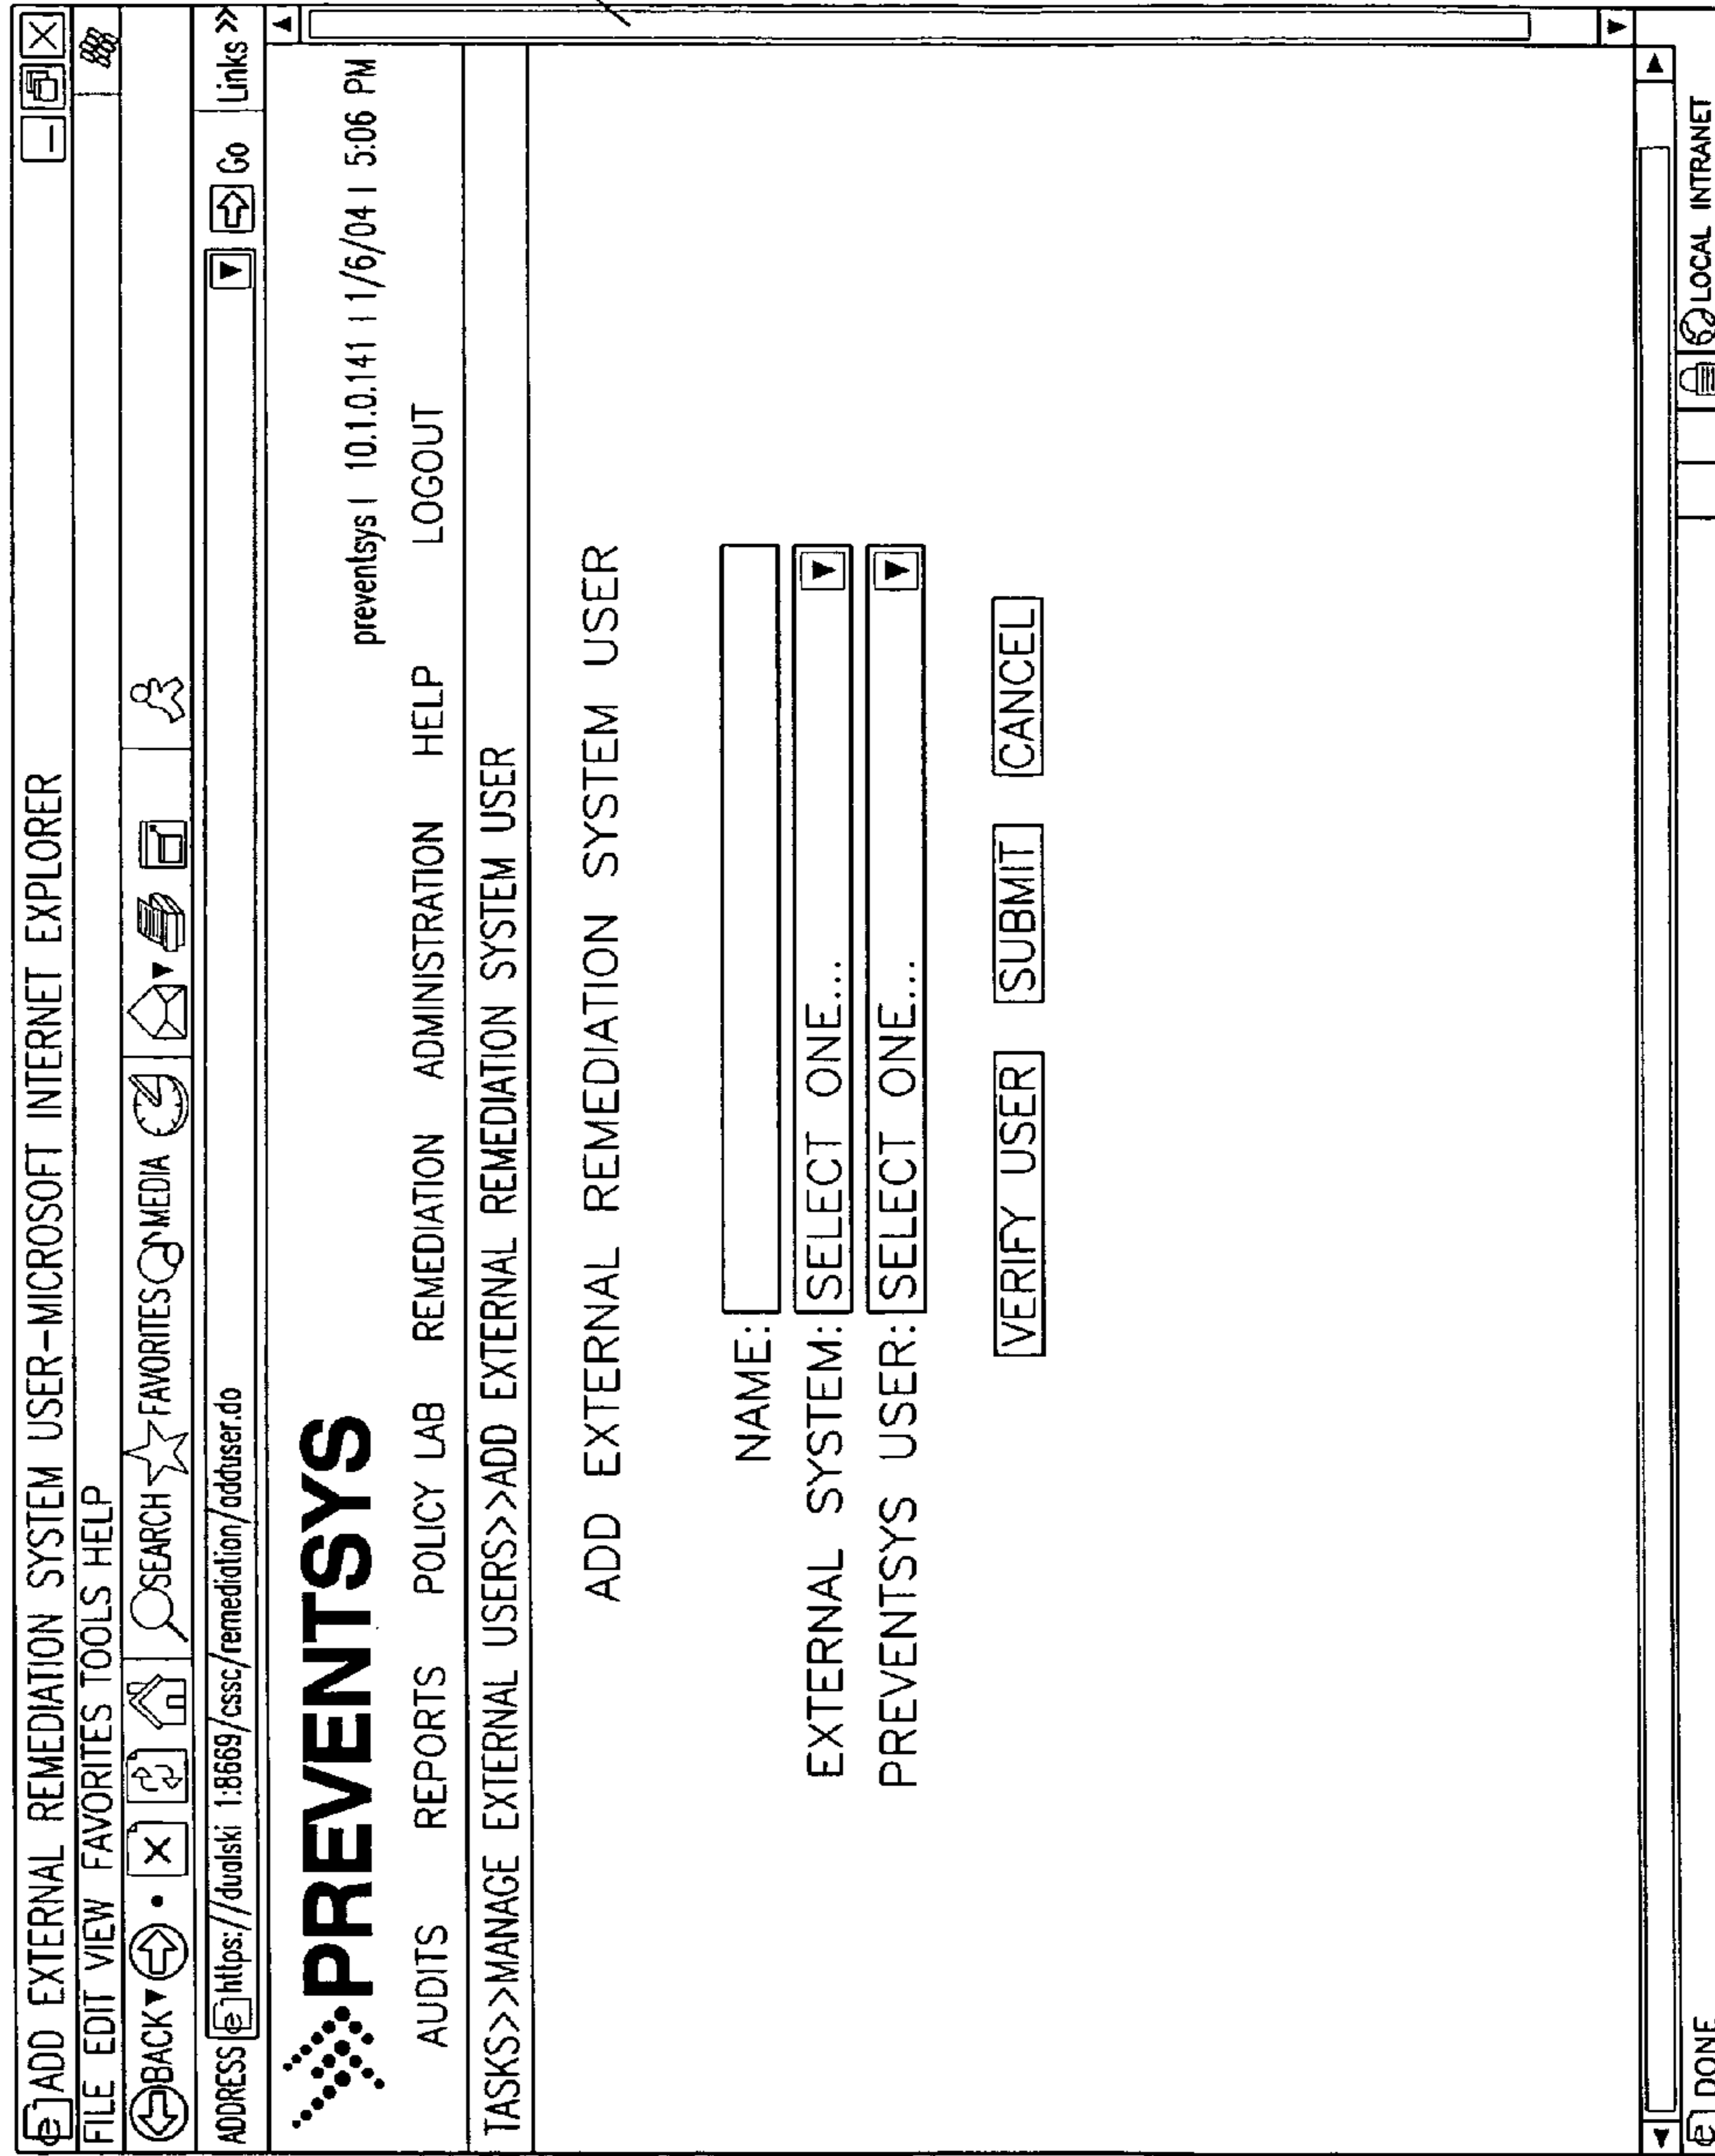 ADD EXTERNAL REMEDIATION SYSTEM USER-MICROSOFT INTERNET EXPLORER
FILE EDIT VIEW FAVORITES TOOLS HELP
BACK SEARCH FAVORITES MEDIA
ADDRESS https://dualski 1:8669/cssc/remediation/adduser.do Go Links >>
PREVENTSYS
preventsys | 10.1.0.141 | 1/6/04 | 5:06 PM
AUDITS REPORTS POLICY LAB REMEDIATION ADMINISTRATION HELP LOGOUT
TASKS>>MANAGE EXTERNAL USERS>>ADD EXTERNAL REMEDIATION SYSTEM USER
ADD EXTERNAL REMEDIATION SYSTEM USER
NAME:
EXTERNAL SYSTEM: SELECT ONE...
PREVENTSYS USER: SELECT ONE...
VERIFY USER SUBMIT CANCEL
DONE LOCAL INTRANET